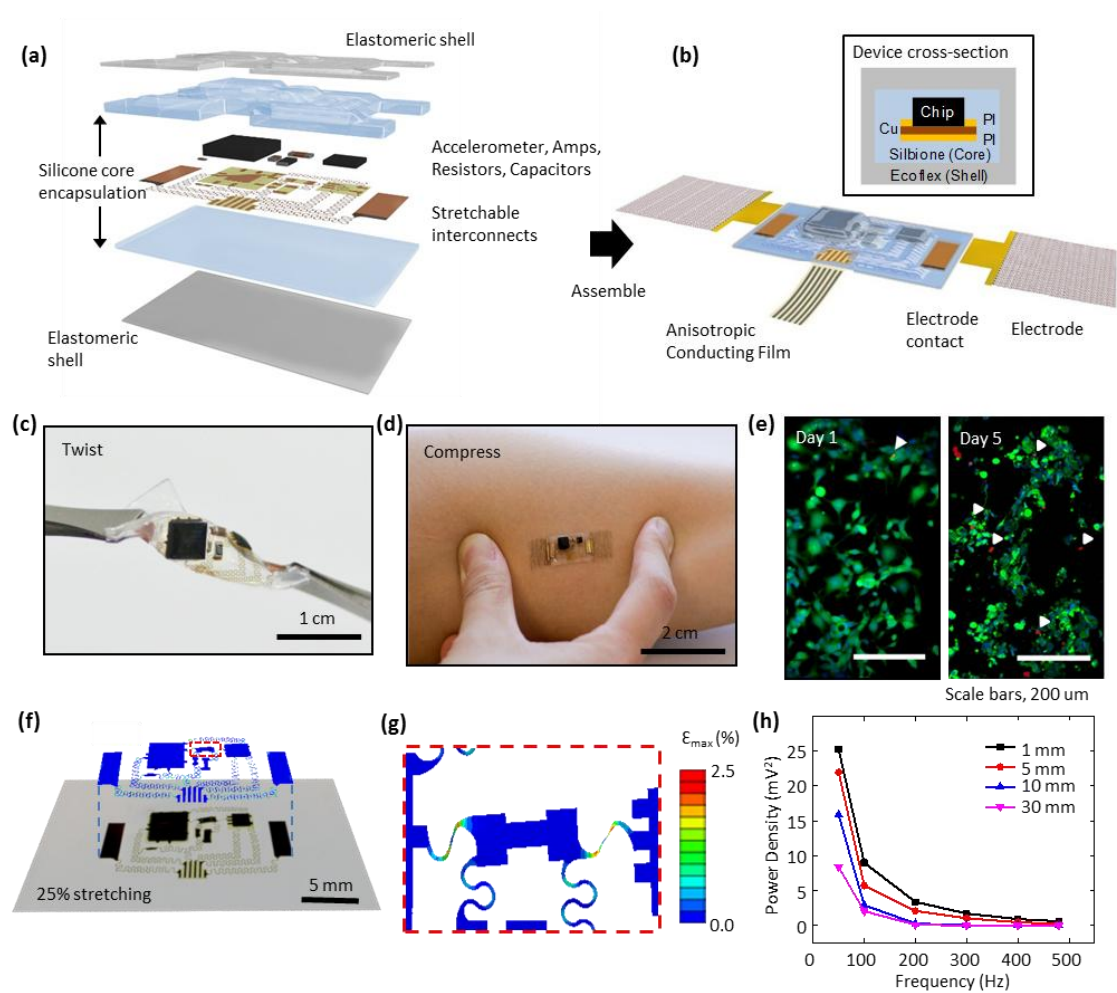 (a)
Elastomeric shell
Silicone core
encapsulation
Accelerometer, Amps,
Resistors, Capacitors
Stretchable
interconnects
Elastomeric
shell
Assemble
(b)
Device cross-section
Chip
Cu
PI
PI
Silbione (Core)
Ecoflex (Shell)
Anisotropic
Conducting Film
Electrode
contact
Electrode
(c)
Twist
1 cm
(d)
Compress
2 cm
(e)
Day 1
Day 5
Scale bars, 200 um
(f)
25% stretching
5 mm
(g)
Ɛmax (%)
2.5
0.0
(h)
Power Density (mV²)
25
20
15
10
5
0
1 mm
5 mm
10 mm
30 mm
0 100 200 300 400 500
Frequency (Hz)